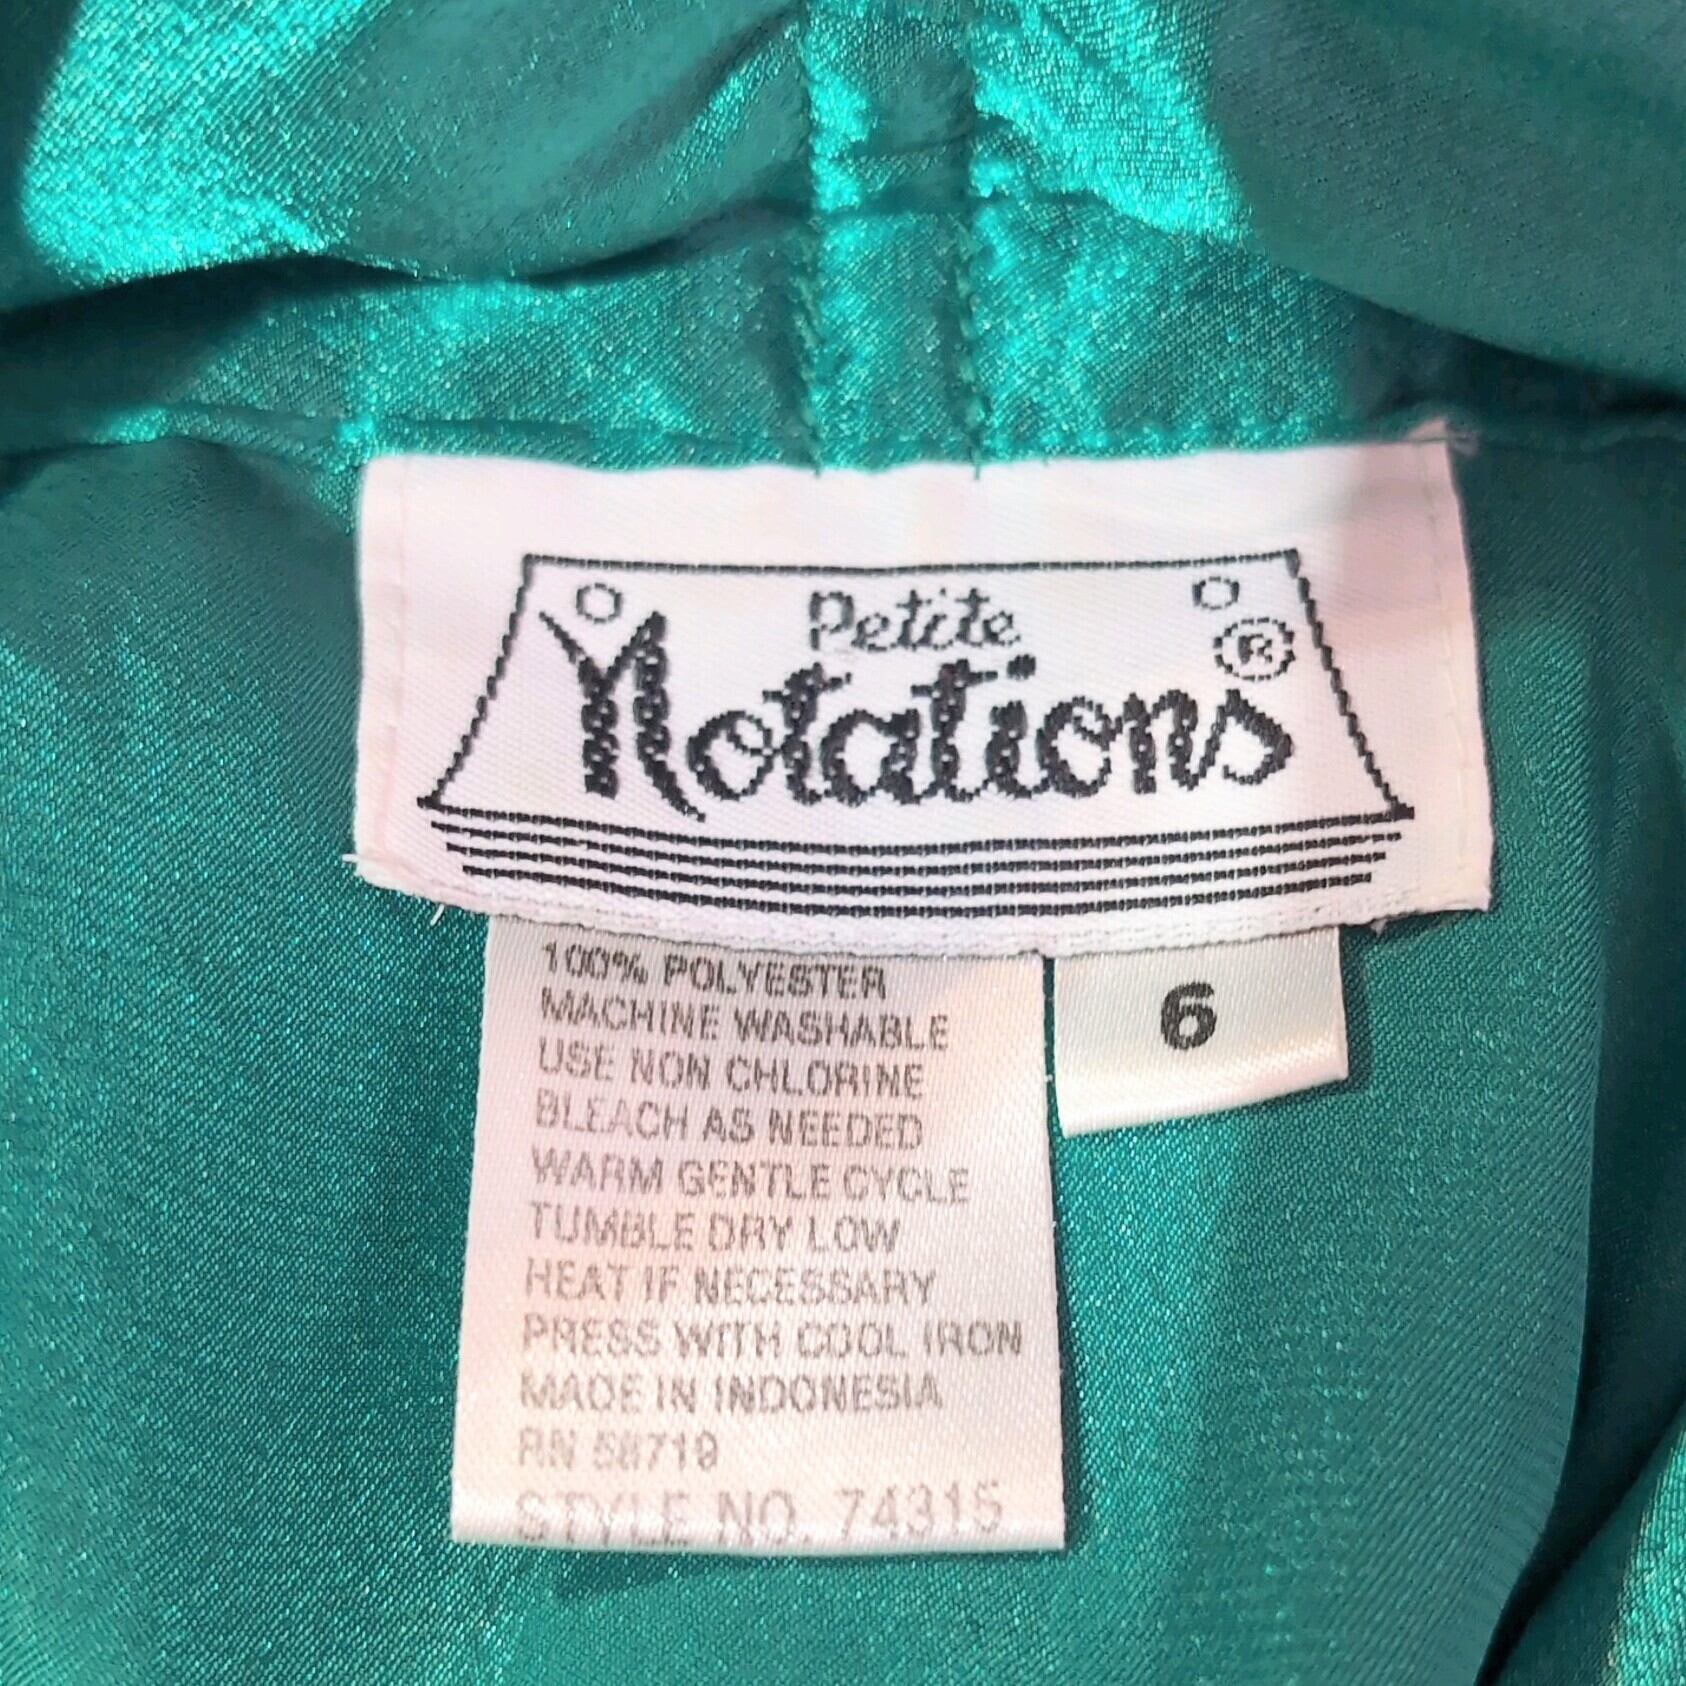 Petite
Notations ®
100% POLYESTER
MACHINE WASHABLE
USE NON CHLORINE
BLEACH AS NEEDED
WARM GENTLE CYCLE
TUMBLE DRY LOW
HEAT IF NECESSARY
PRESS WITH COOL IRON
MADE IN INDONESIA
RN 58719
STYLE NO. 74315
6